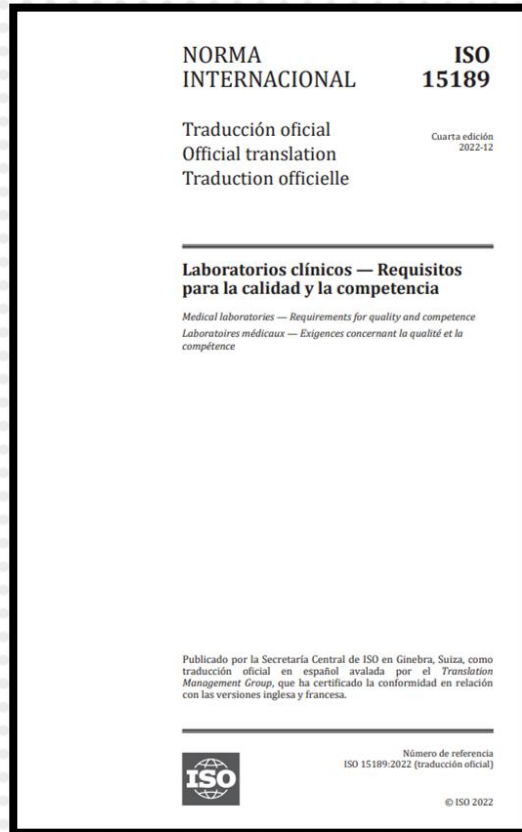 NORMA INTERNACIONAL
ISO 15189
Traducción oficial
Official translation
Traduction officielle
Cuarta edición
2022-12
Laboratorios clínicos — Requisitos
para la calidad y la competencia
Medical laboratories — Requirements for quality and competence
Laboratoires médicaux — Exigences concernant la qualité et la
compétence
Publicado por la Secretaría Central de ISO en Ginebra, Suiza, como
traducción oficial en español avalada por el Translation
Management Group, que ha certificado la conformidad en relación
con las versiones inglesa y francesa.
ISO
Número de referencia
ISO 15189:2022 (traducción oficial)
© ISO 2022